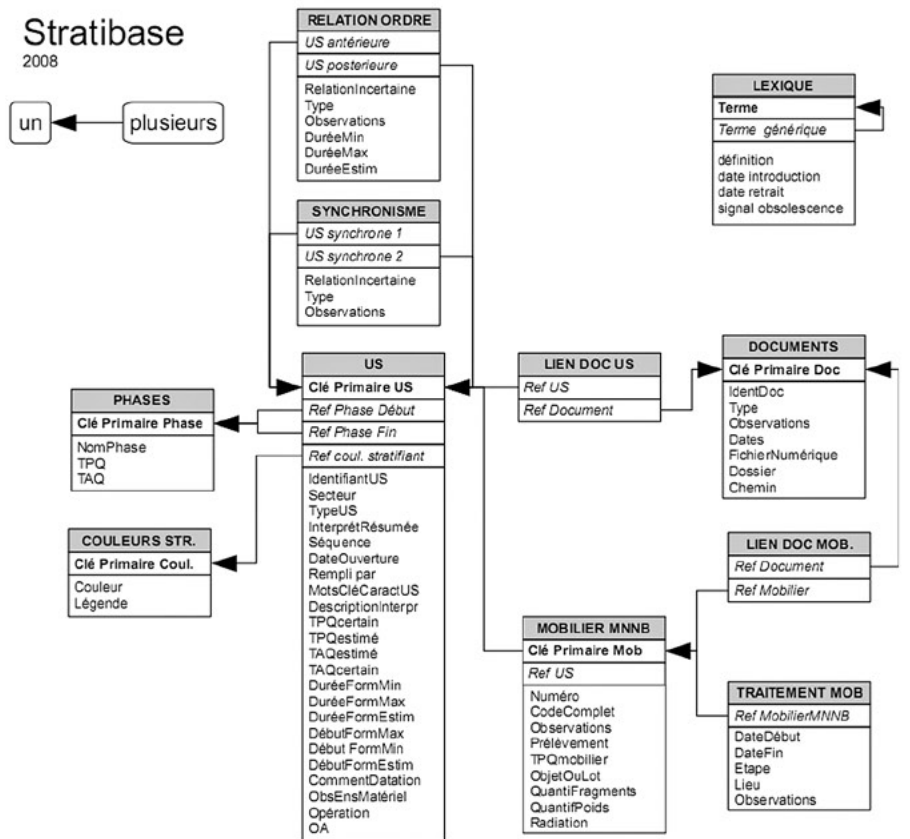 Stratibase
2008
un
plusieurs
RELATION ORDRE
US antérieure
US posterieure
RelationIncertaine
Type
Observations
DuréeMin
DuréeMax
DuréeEstim
SYNCHRONISME
US synchrone 1
US synchrone 2
RelationIncertaine
Type
Observations
LEXIQUE
Terme
Terme générique
définition
date introduction
date retrait
signal obsolescence
PHASES
Clé Primaire Phase
NomPhase
TPQ
TAQ
COULEURS STR.
Clé Primaire Coul.
Couleur
Légende
US
Clé Primaire US
Ref Phase Début
Ref Phase Fin
Ref coul. stratifiant
IdentifiantUS
Secteur
TypeUS
InterprétRésumée
Séquence
DateOuverture
Rempli par
MotsCléCaractUS
DescriptionInterpr
TPQcertain
TPQestimé
TAQestimé
TAQcertain
DuréeFormMin
DuréeFormMax
DuréeFormEstim
DébutFormMax
Début FormMin
DébutFormEstim
CommentDatation
ObsEnsMatériel
Opération
OA
LIEN DOC US
Ref US
Ref Document
DOCUMENTS
Clé Primaire Doc
IdentDoc
Type
Observations
Dates
FichierNumérique
Dossier
Chemin
LIEN DOC MOB.
Ref Document
Ref Mobilier
MOBILIER MNNB
Clé Primaire Mob
Ref US
Numéro
CodeComplet
Observations
Prélèvement
TPQmobilier
ObjetOuLot
QuantiFragments
QuantifPoids
Radiation
TRAITEMENT MOB
Ref MobilierMNNB
DateDébut
DateFin
Etape
Lieu
Observations